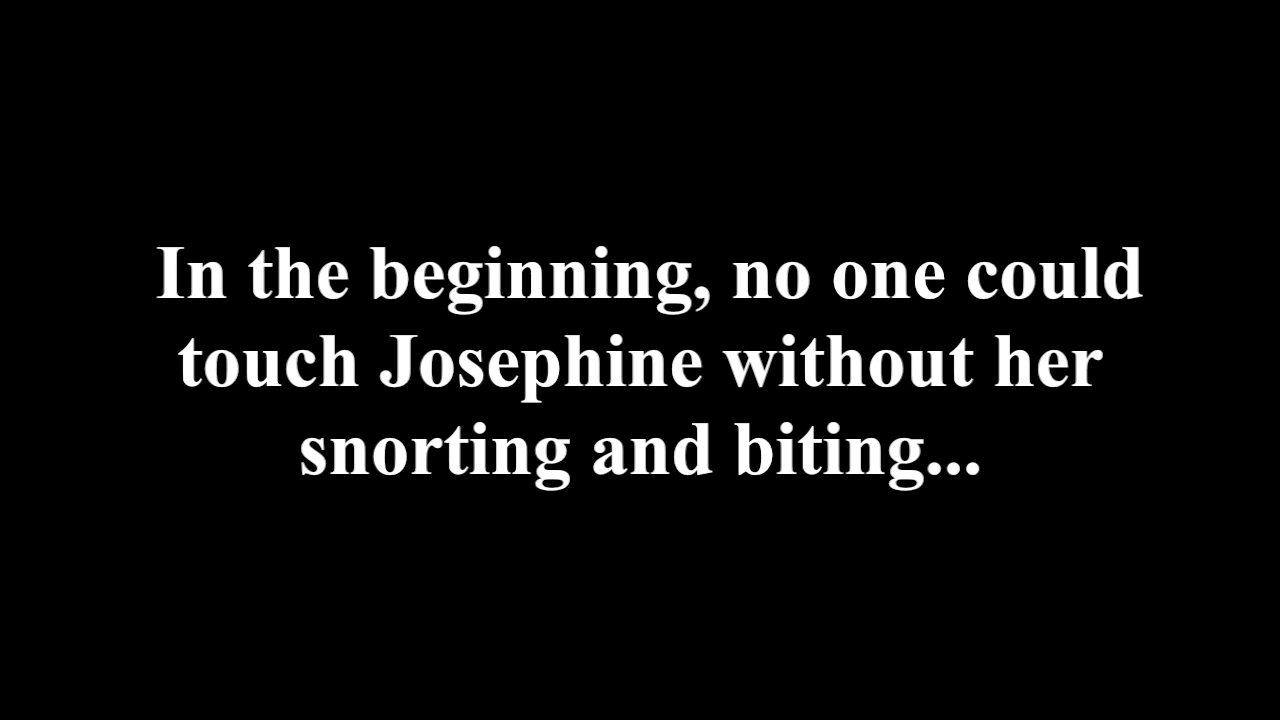 In the beginning, no one could
touch Josephine without her
snorting and biting...